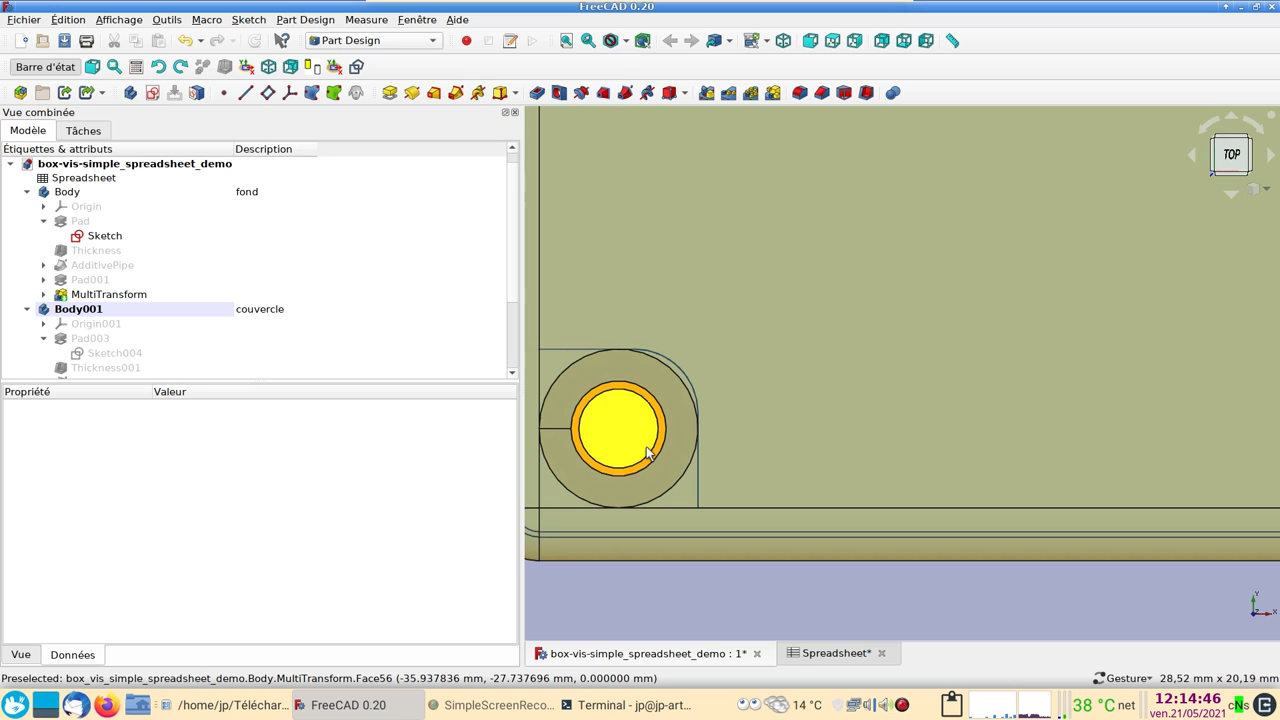 FreeCAD 0.20
Fichier Édition Affichage Outils Macro Sketch Part Design Measure Fenêtre Aide
Part Design
Barre d'état
Vue combinée
Modèle Tâches
Étiquettes & attributs Description
box-vis-simple_spreadsheet_demo
Spreadsheet
Body fond
Origin
Pad
Sketch
Thickness
AdditivePipe
Pad001
MultiTransform
Body001 couvercle
Origin001
Pad003
Sketch004
Thickness001
TOP
Propriété Valeur
Y
X
Vue Données
box-vis-simple_spreadsheet_demo : 1* Spreadsheet*
Preselected: box_vis_simple_spreadsheet_demo.Body.MultiTransform.Face56 (-35.937836 mm, -27.737696 mm, 0.000000 mm) Gesture 28,52 mm x 20,19 mm
/home/jp/Téléchar... FreeCAD 0.20 SimpleScreenReco... Terminal - jp@jp-art... 14 °C 38 °C net 12:14:46
ven.21/05/2021